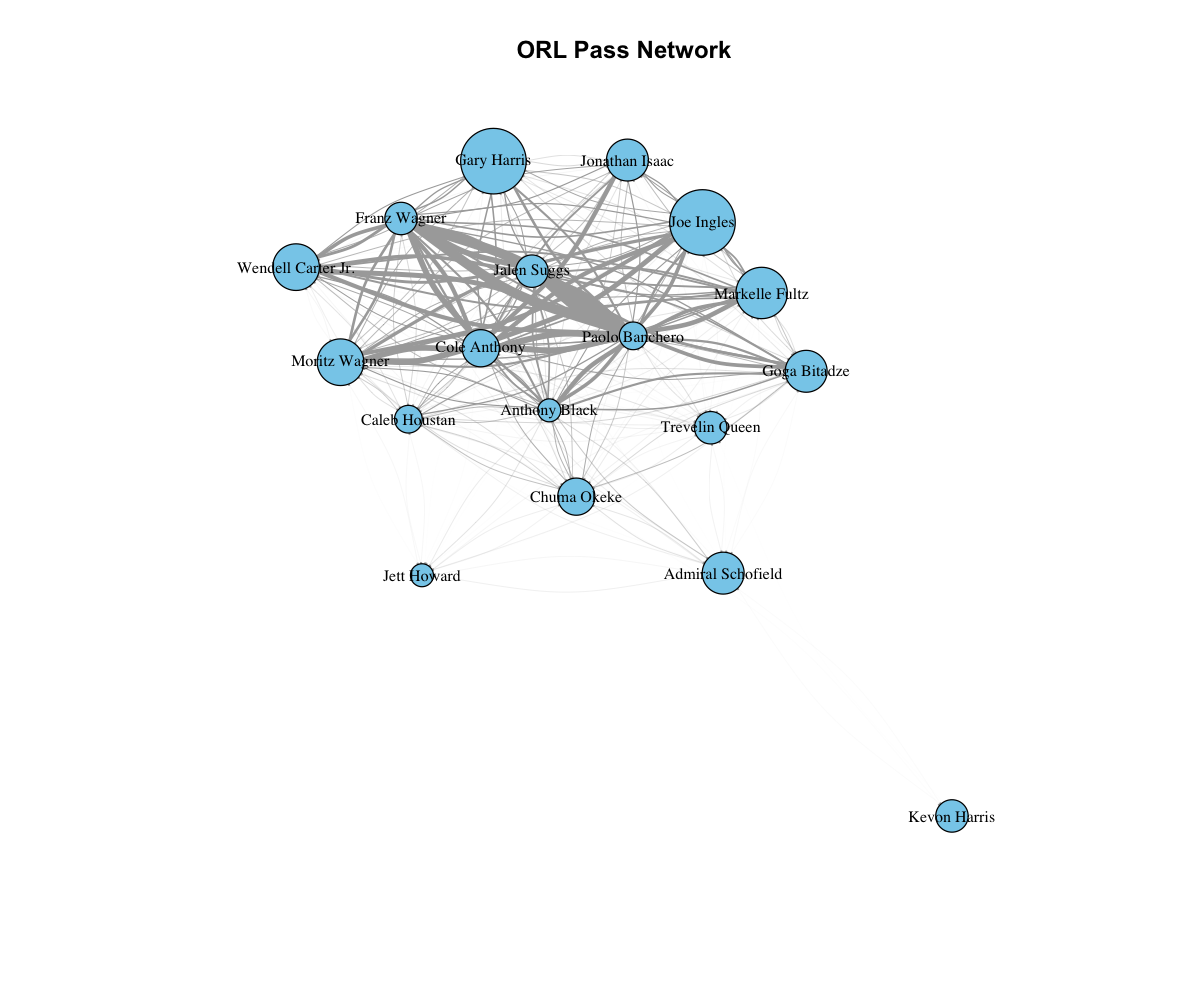 ORL Pass Network
Gary Harris
Jonathan Isaac
Franz Wagner
Joe Ingles
Wendell Carter Jr.
Jalen Suggs
Markelle Fultz
Paolo Banchero
Cole Anthony
Moritz Wagner
Goga Bitadze
Caleb Houstan
Anthony Black
Trevelin Queen
Chuma Okeke
Jett Howard
Admiral Schofield
Kevon Harris